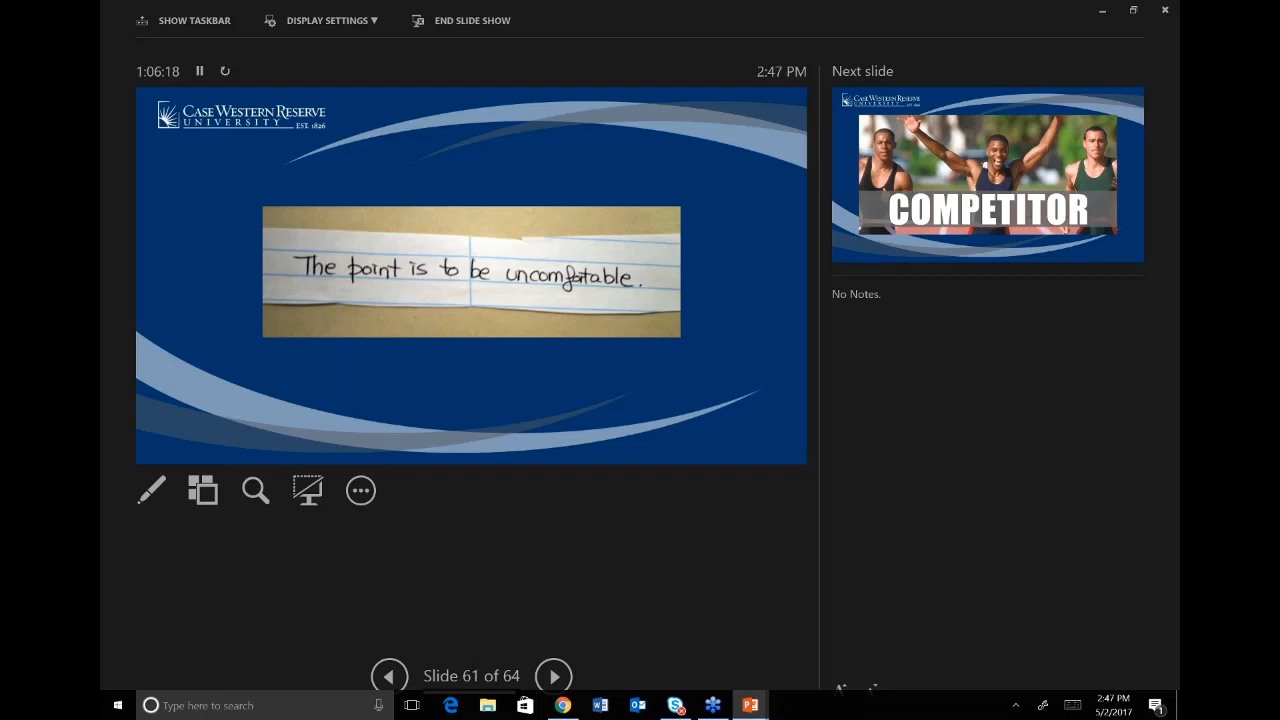 SHOW TASKBAR
DISPLAY SETTINGS ▼
END SLIDE SHOW
1:06:18
2:47 PM
Next slide
CASE WESTERN RESERVE
UNIVERSITY EST. 1826
The point is to be uncomfortable.
CASE WESTERN RESERVE
UNIVERSITY EST. 1826
COMPETITOR
No Notes.
Slide 61 of 64
Type here to search
2:47 PM
5/2/2017